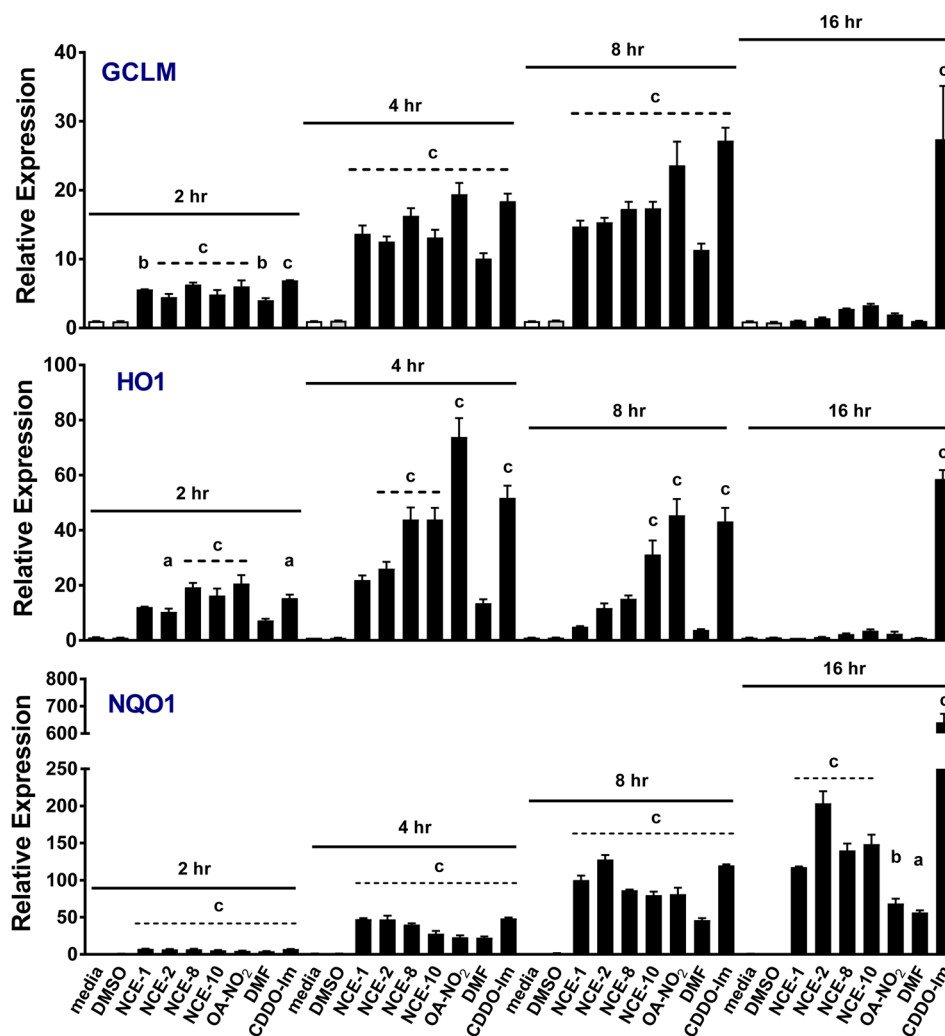 16 hr
8 hr
4 hr
2 hr
GCLM
Relative Expression
40
30
20
10
0
b c b c
c
c
c
HO1
Relative Expression
100
80
60
40
20
0
2 hr
4 hr
8 hr
16 hr
a c a
c c c
c c c
c
NQO1
Relative Expression
800
700
600
250
200
150
100
50
0
2 hr
4 hr
8 hr
16 hr
c
c
c
c b a c
media DMSO NCE-1 NCE-2 NCE-8 NCE-10 OA-NO₂ DMF CDDO-Im media DMSO NCE-1 NCE-2 NCE-8 NCE-10 OA-NO₂ DMF CDDO-Im media DMSO NCE-1 NCE-2 NCE-8 NCE-10 OA-NO₂ DMF CDDO-Im media DMSO NCE-1 NCE-2 NCE-8 NCE-10 OA-NO₂ DMF CDDO-Im